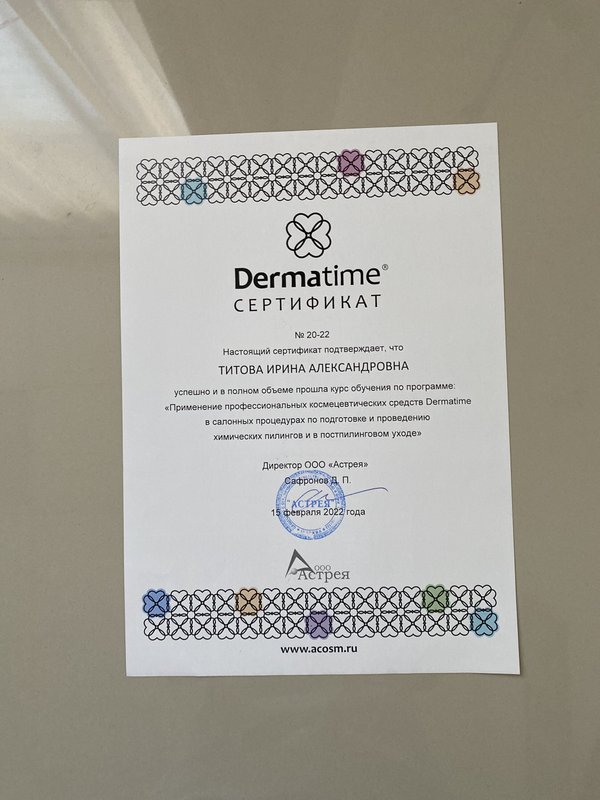 Dermatime®
СЕРТИФИКАТ
№ 20-22
Настоящий сертификат подтверждает, что
ТИТОВА ИРИНА АЛЕКСАНДРОВНА
успешно и в полном объеме прошла курс обучения по программе:
«Применение профессиональных космецевтических средств Dermatime
в салонных процедурах по подготовке и проведению
химических пилингов и в постпилинговом уходе»
Директор ООО «Астрея»
Сафронов Д. П.
АСТРЕЯ
15 февраля 2022 года
ООО
Астрея
www.acosm.ru